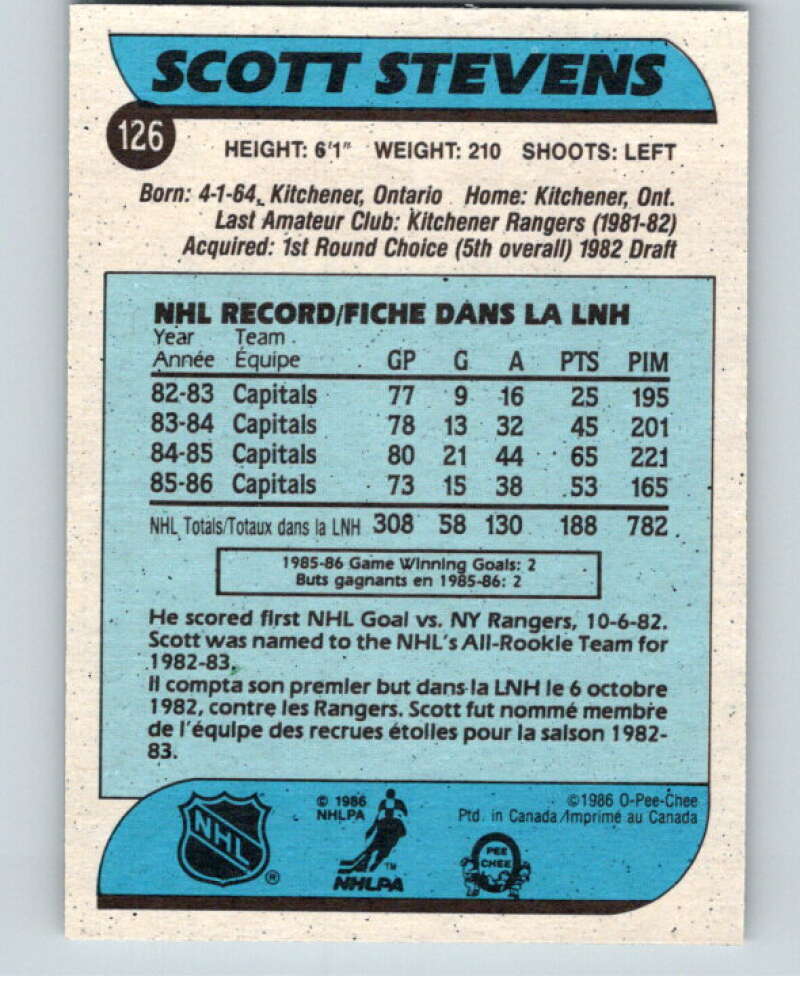 SCOTT STEVENS
126
HEIGHT: 6'1" WEIGHT: 210 SHOOTS: LEFT
Born: 4-1-64, Kitchener, Ontario Home: Kitchener, Ont.
Last Amateur Club: Kitchener Rangers (1981-82)
Acquired: 1st Round Choice (5th overall) 1982 Draft
NHL RECORD/FICHE DANS LA LNH
Year Team
Année Équipe GP G A PTS PIM
82-83 Capitals 77 9 16 25 195
83-84 Capitals 78 13 32 45 201
84-85 Capitals 80 21 44 65 221
85-86 Capitals 73 15 38 53 165
NHL Totals/Totaux dans la LNH 308 58 130 188 782
1985-86 Game Winning Goals: 2
Buts gagnants en 1985-86: 2
He scored first NHL Goal vs. NY Rangers, 10-6-82.
Scott was named to the NHL's All-Rookie Team for
1982-83.
Il compta son premier but dans la LNH le 6 octobre
1982, contre les Rangers. Scott fut nommé membre
de l'équipe des recrues étoiles pour la saison 1982-
83.
NHL ®
© 1986
NHLPA
TM
NHLPA
©1986 O-Pee-Chee
Ptd. in Canada/Imprimé au Canada
PEE
CHEE